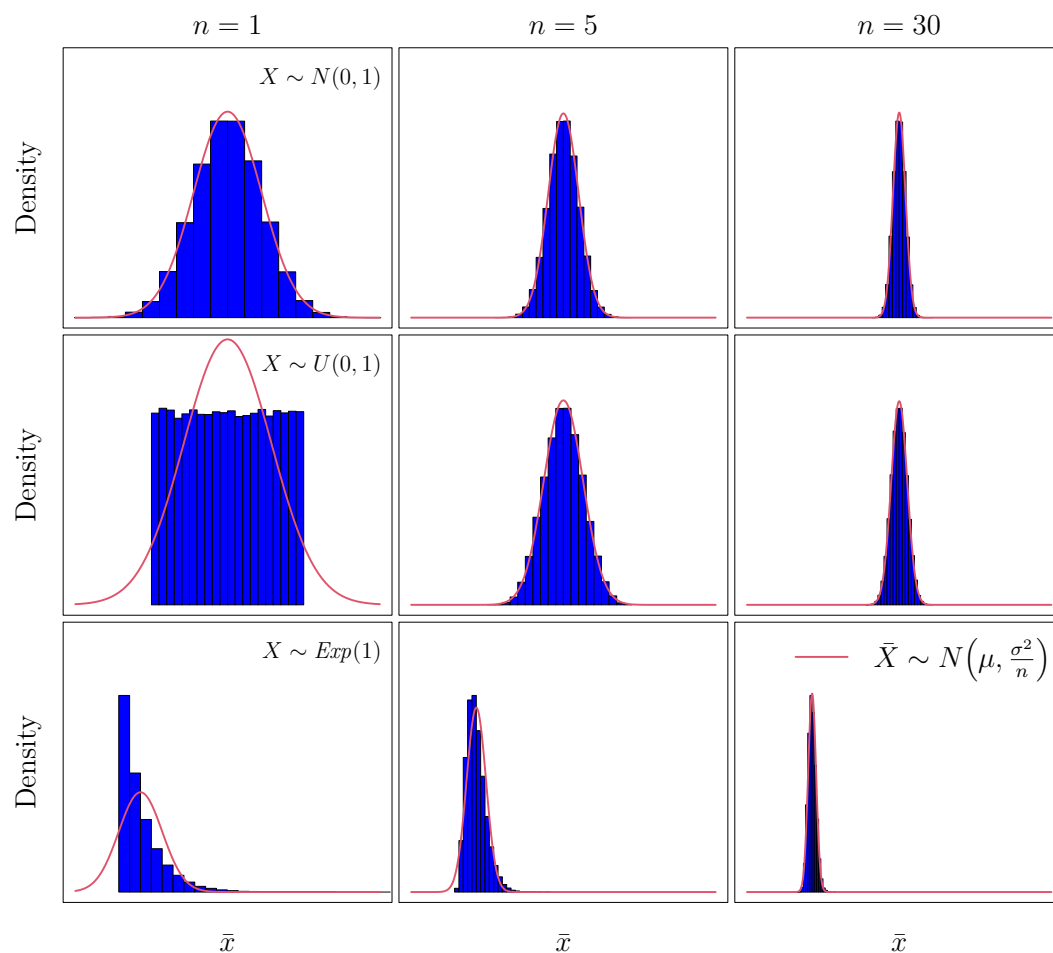 n = 1
n = 5
n = 30
Density
X ∼ N(0, 1)
Density
X ∼ U(0, 1)
Density
X ∼ Exp(1)
X̄ ∼ N(μ, σ²/n)
x̄
x̄
x̄